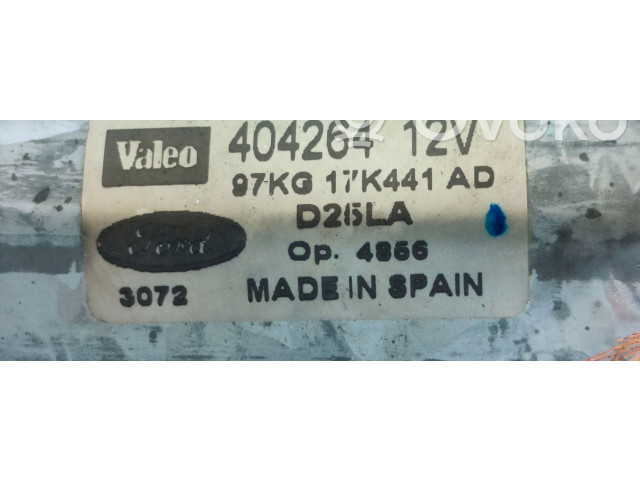 Valeo 404264 12V
97KG 17K441 AD
Ford D25LA
Op. 4856
3072 MADE IN SPAIN